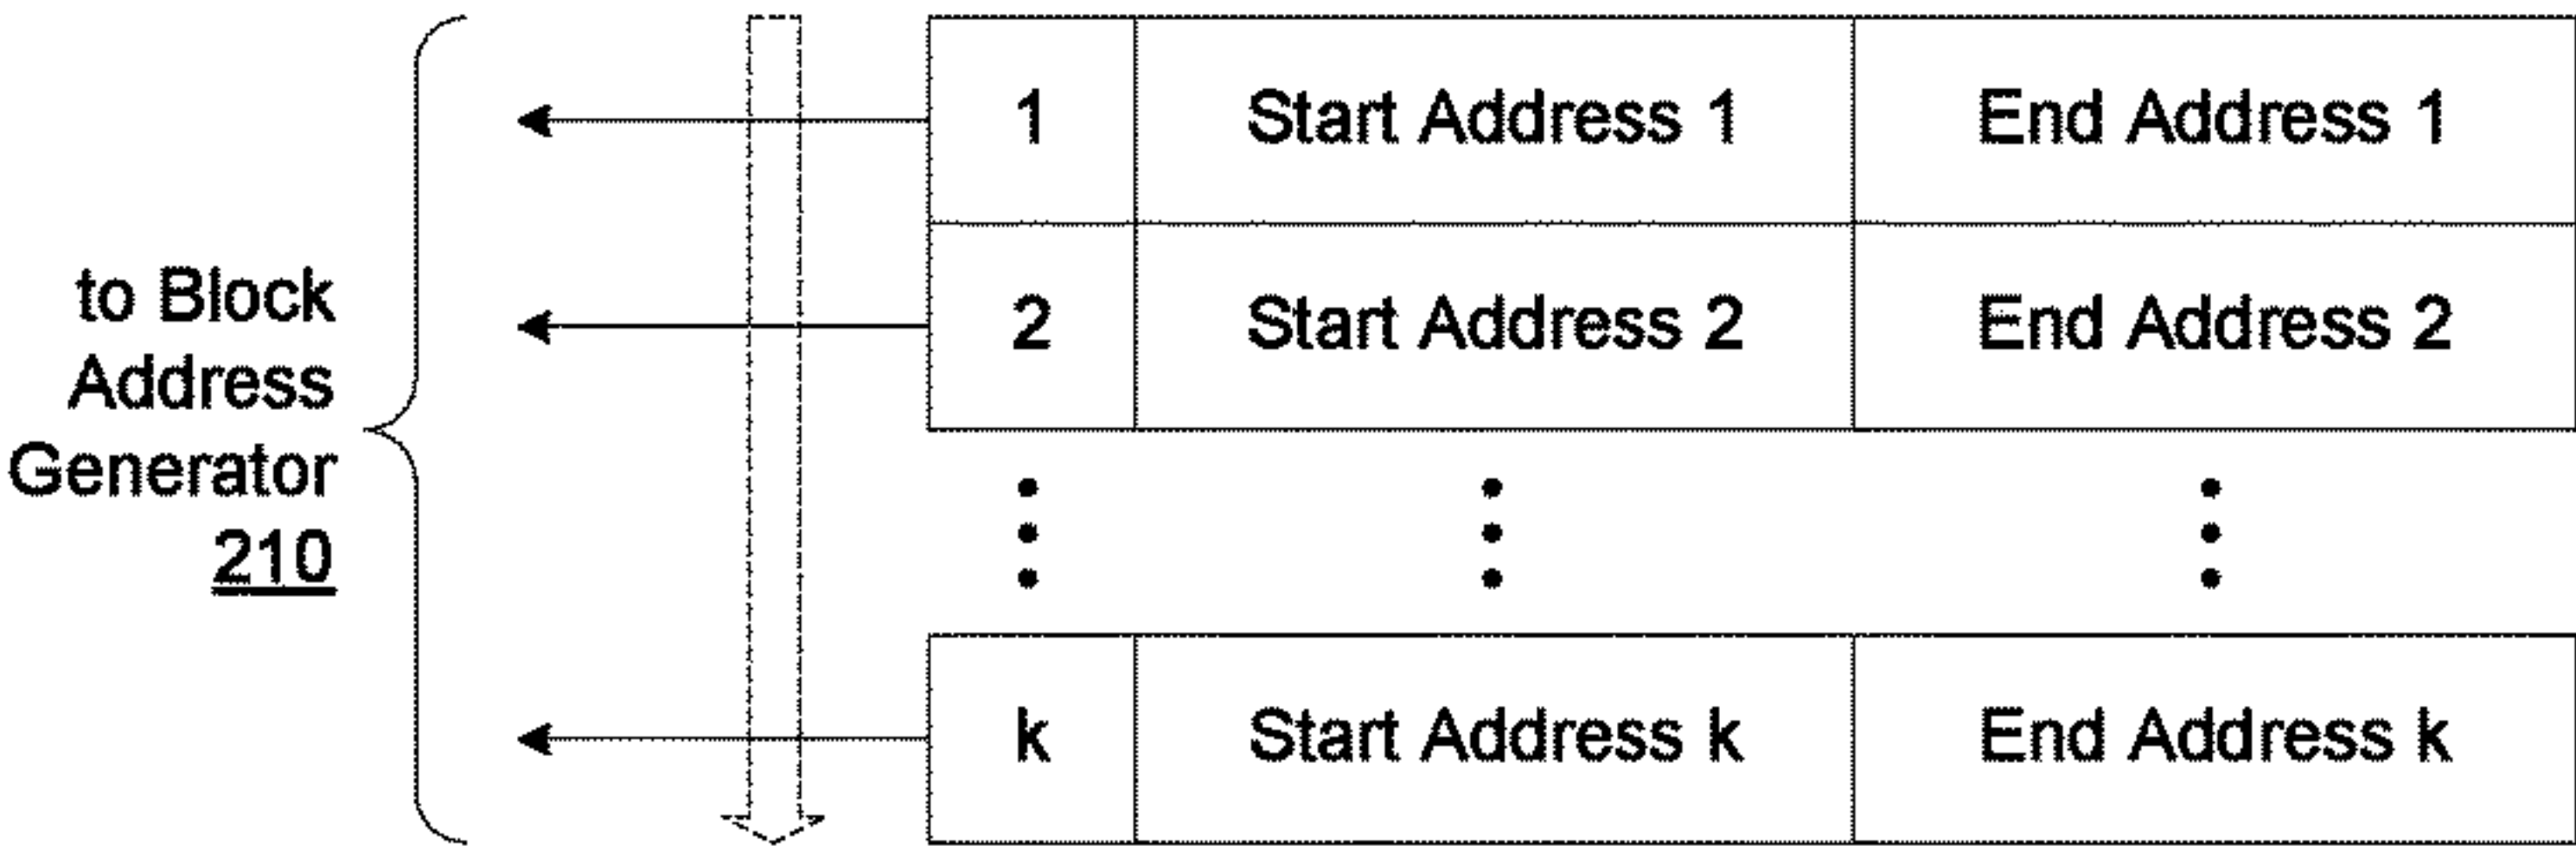 1 Start Address 1 End Address 1
2 Start Address 2 End Address 2
to Block
Address
Generator
210
k Start Address k End Address k